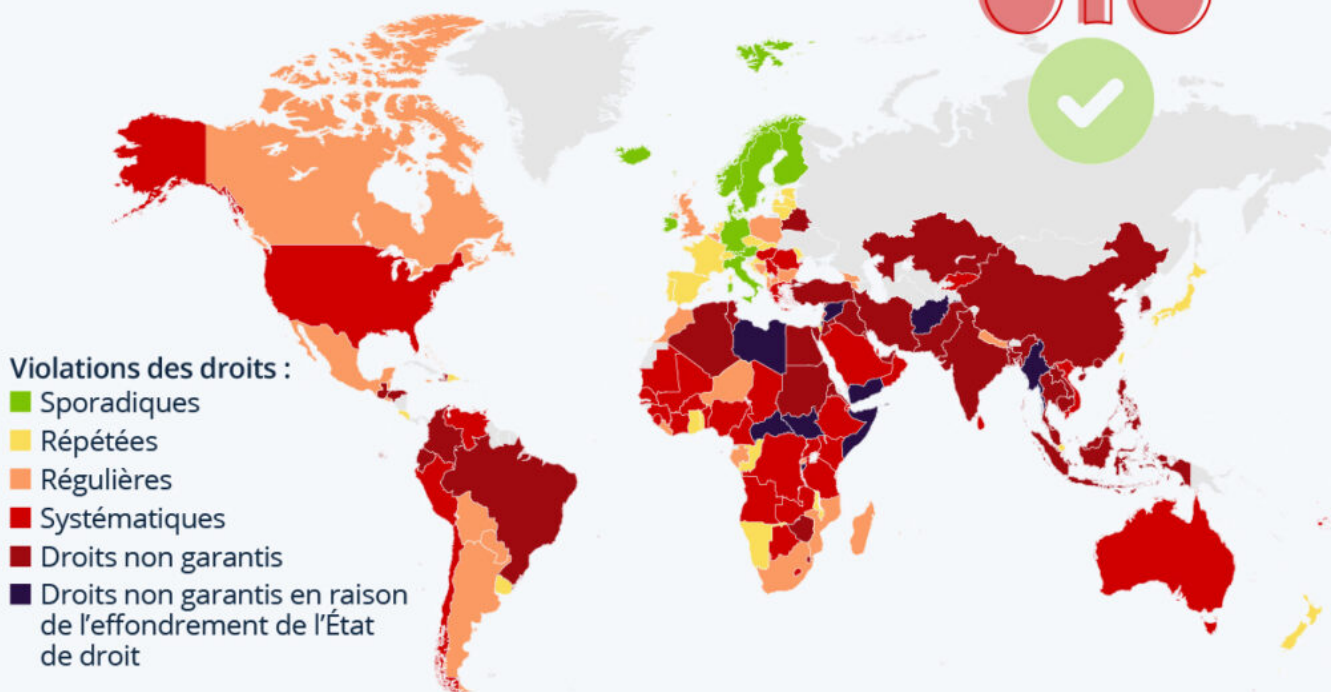 Violations des droits :
Sporadiques
Répétées
Régulières
Systématiques
Droits non garantis
Droits non garantis en raison
de l’effondrement de l’État
de droit